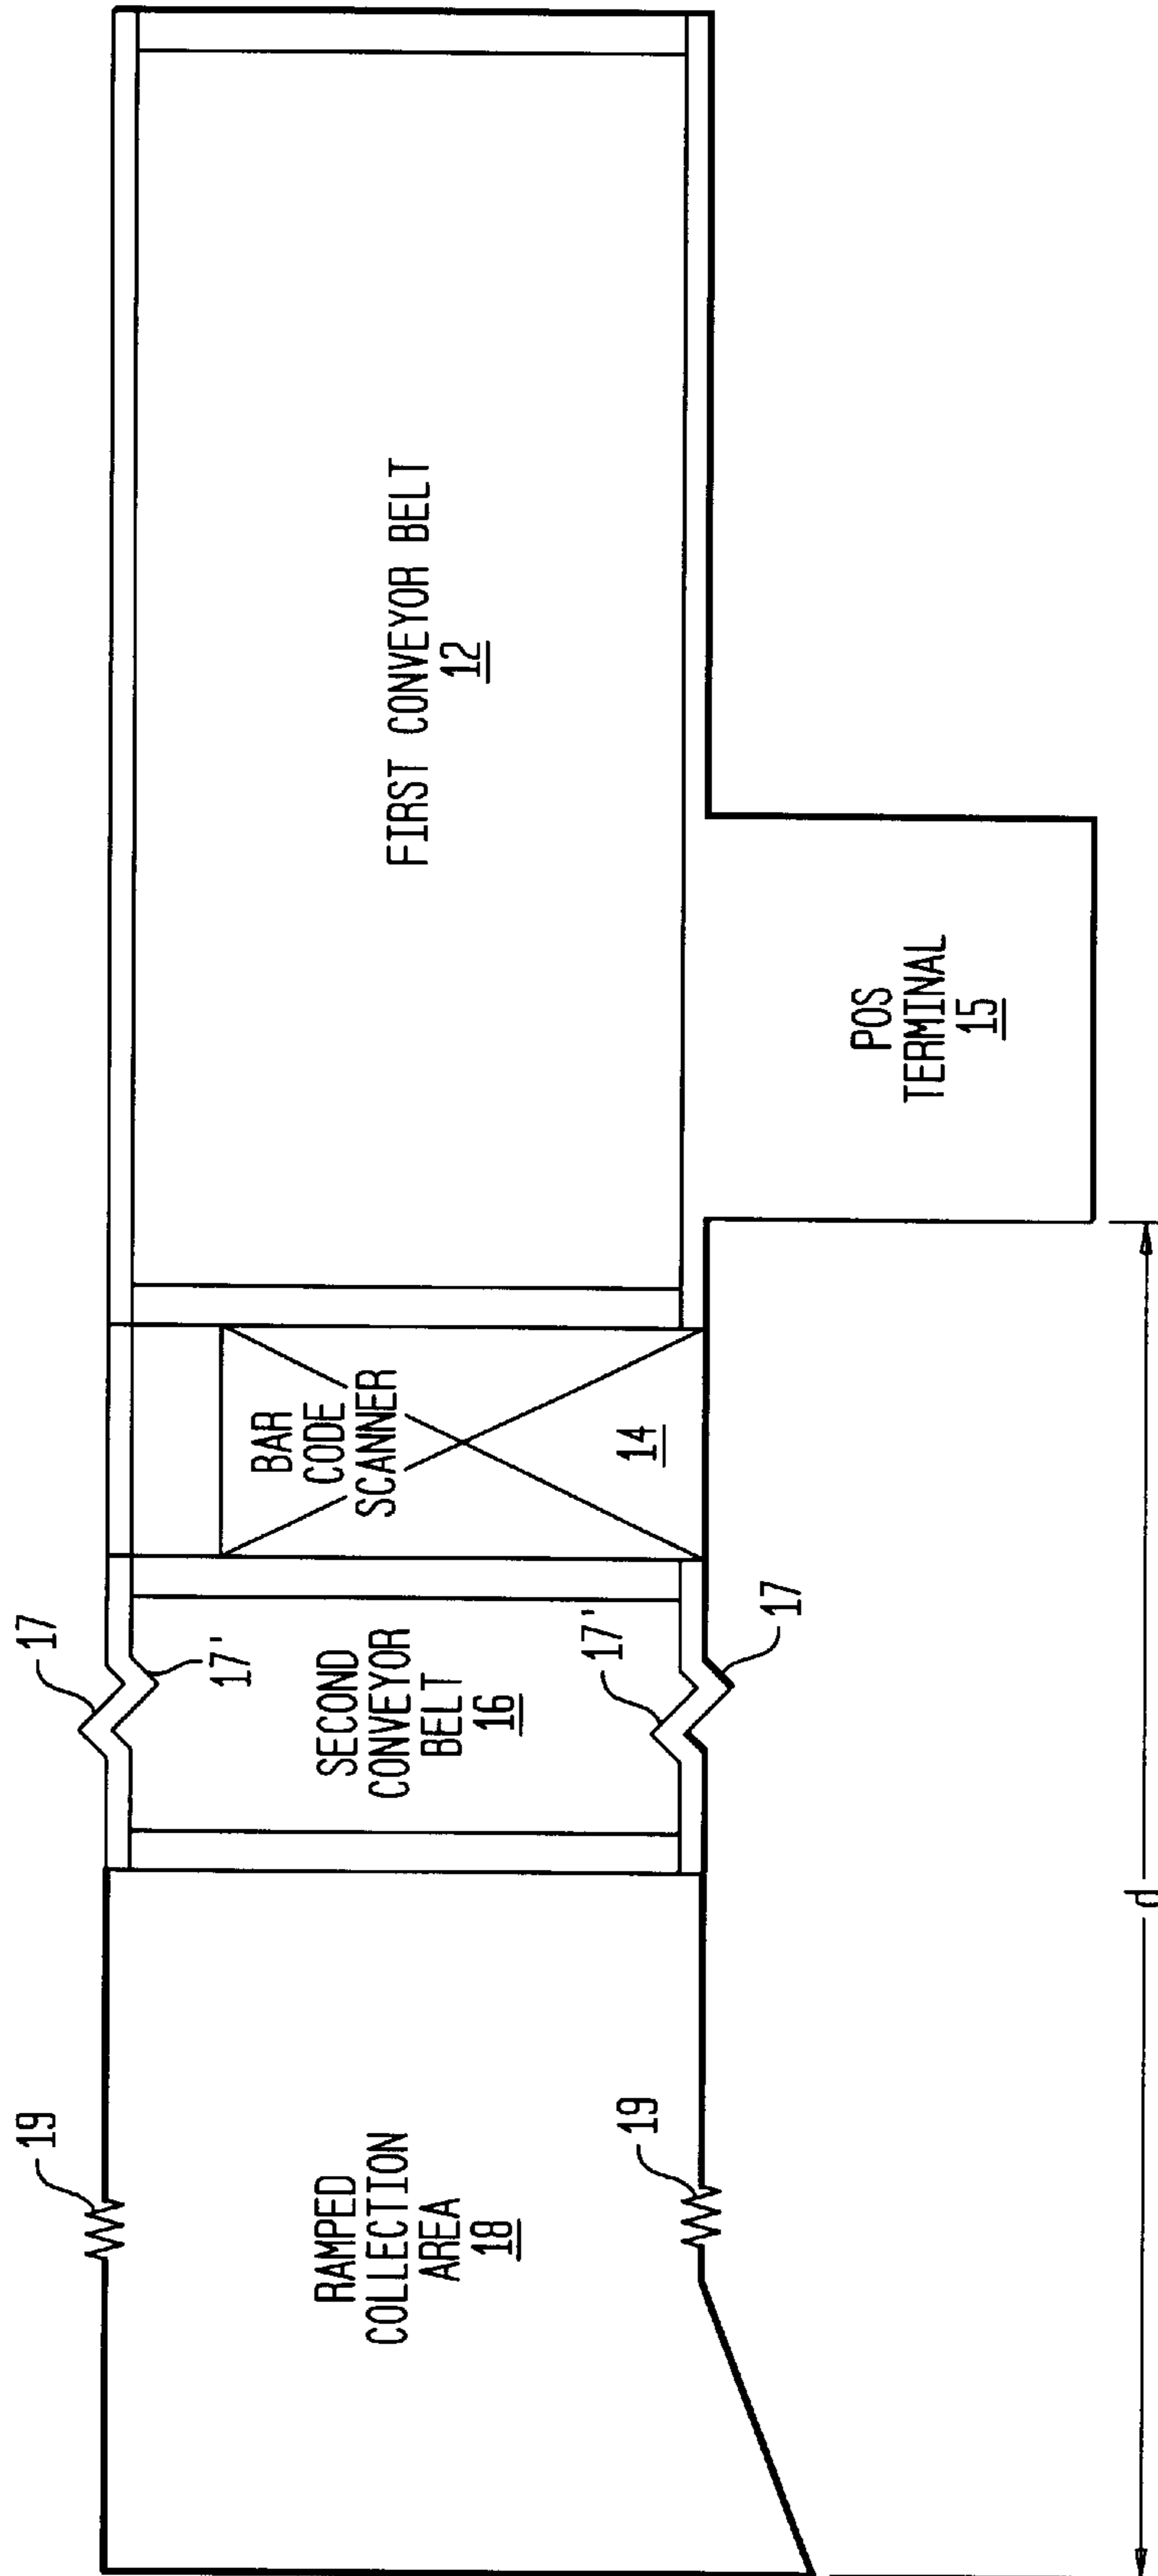 FIRST CONVEYOR BELT
12
POS
TERMINAL
15
BAR
CODE
SCANNER
14
17
17'
SECOND
CONVEYOR
BELT
16
17'
17
19
RAMPED
COLLECTION
AREA
18
19
d